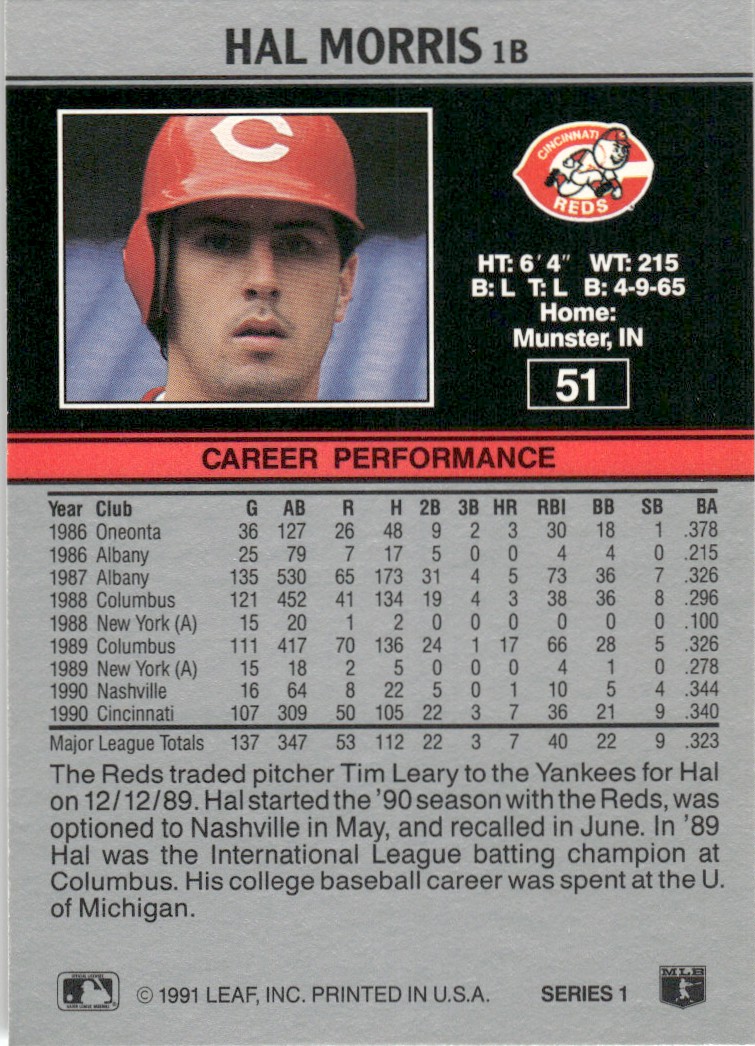 HAL MORRIS 1B
C
CINCINNATI
REDS
HT: 6' 4" WT: 215
B: L T: L B: 4-9-65
Home:
Munster, IN
51
CAREER PERFORMANCE
Year Club G AB R H 2B 3B HR RBI BB SB BA
1986 Oneonta 36 127 26 48 9 2 3 30 18 1 .378
1986 Albany 25 79 7 17 5 0 0 4 4 0 .215
1987 Albany 135 530 65 173 31 4 5 73 36 7 .326
1988 Columbus 121 452 41 134 19 4 3 38 36 8 .296
1988 New York (A) 15 20 1 2 0 0 0 0 0 0 .100
1989 Columbus 111 417 70 136 24 1 17 66 28 5 .326
1989 New York (A) 15 18 2 5 0 0 0 4 1 0 .278
1990 Nashville 16 64 8 22 5 0 1 10 5 4 .344
1990 Cincinnati 107 309 50 105 22 3 7 36 21 9 .340
Major League Totals 137 347 53 112 22 3 7 40 22 9 .323
The Reds traded pitcher Tim Leary to the Yankees for Hal
on 12/12/89. Hal started the '90 season with the Reds, was
optioned to Nashville in May, and recalled in June. In '89
Hal was the International League batting champion at
Columbus. His college baseball career was spent at the U.
of Michigan.
© 1991 LEAF, INC. PRINTED IN U.S.A. SERIES 1
MLB